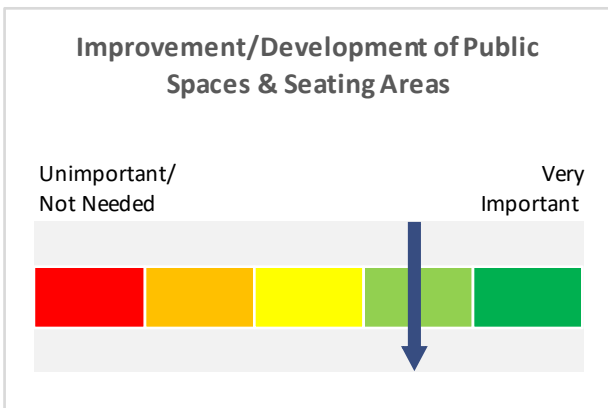 Improvement/Development of Public
Spaces & Seating Areas
Unimportant/
Not Needed
Very
Important